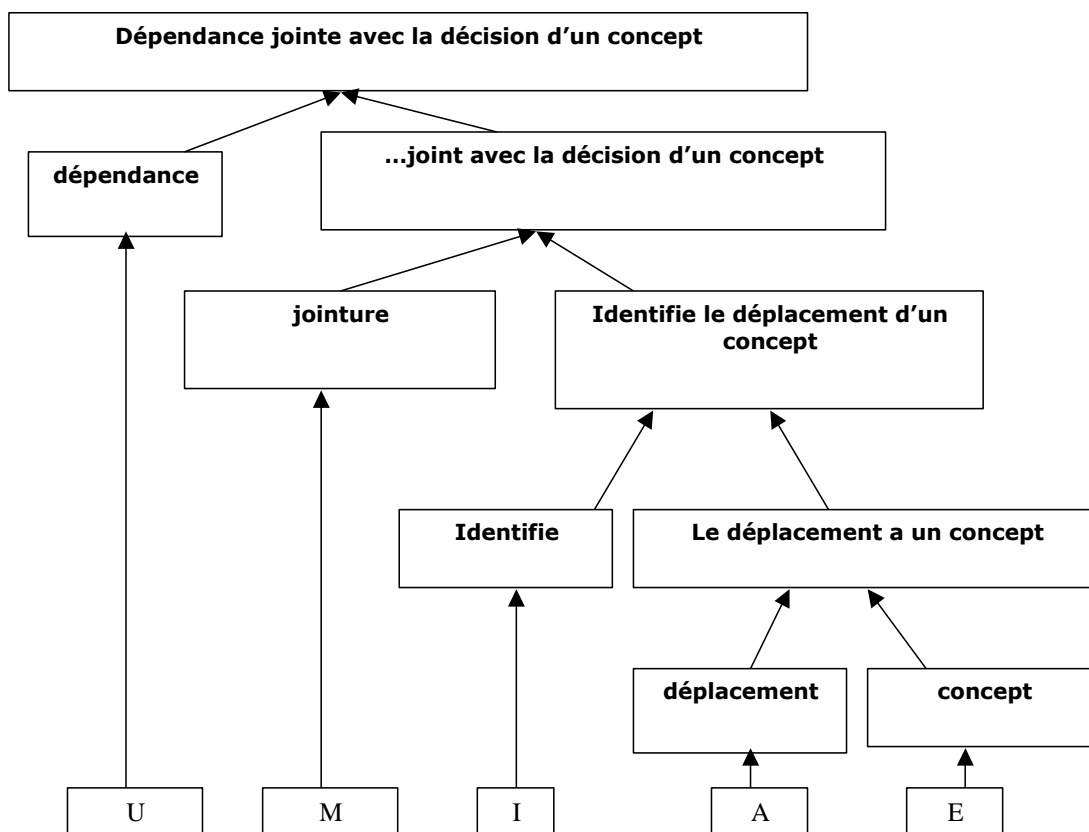 Dépendance jointe avec la décision d’un concept
...joint avec la décision d’un concept
dépendance
jointure
Identifie le déplacement d’un
concept
Identifie
Le déplacement a un concept
déplacement
concept
U
M
I
A
E